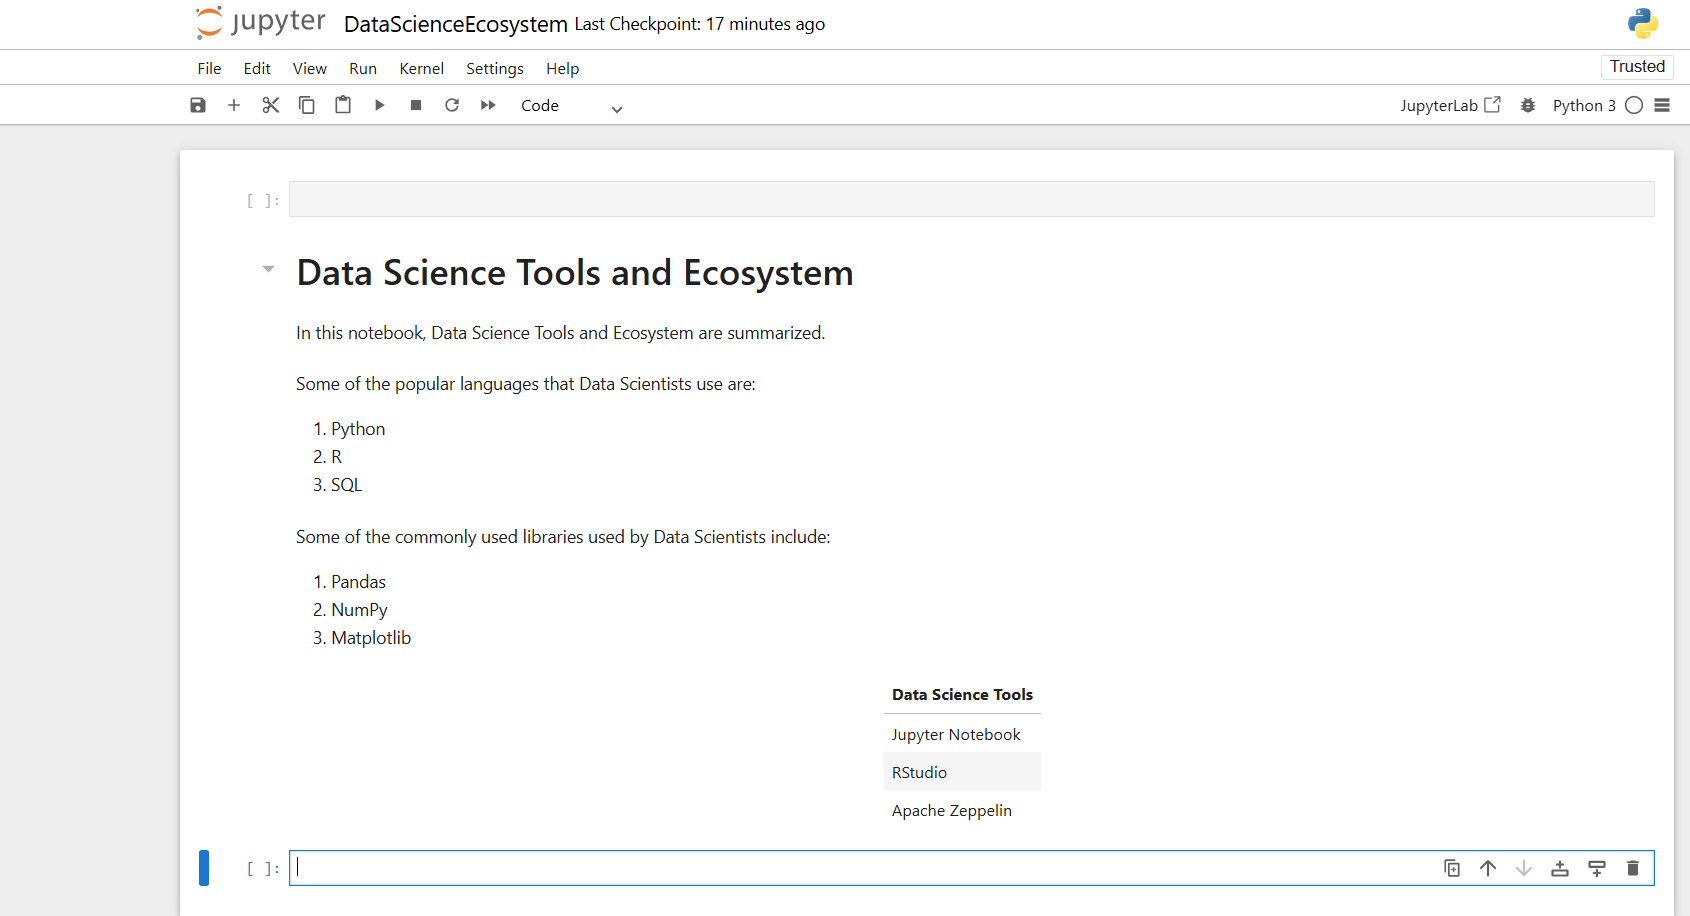 jupyter DataScienceEcosystem Last Checkpoint: 17 minutes ago
File Edit View Run Kernel Settings Help Trusted
Code JupyterLab Python 3
[ ]:
Data Science Tools and Ecosystem
In this notebook, Data Science Tools and Ecosystem are summarized.
Some of the popular languages that Data Scientists use are:
1. Python
2. R
3. SQL
Some of the commonly used libraries used by Data Scientists include:
1. Pandas
2. NumPy
3. Matplotlib
Data Science Tools
Jupyter Notebook
RStudio
Apache Zeppelin
[ ]: